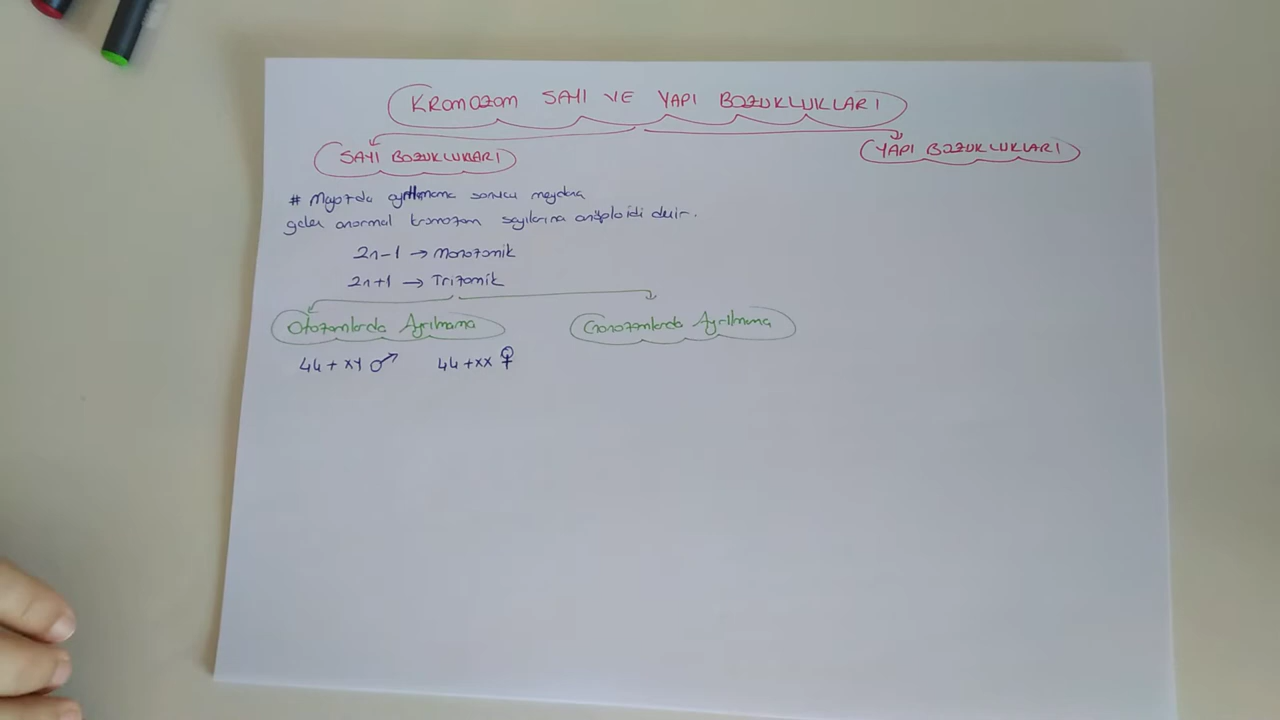 KROMOZOM SAYI VE YAPI BOZUKLUKLARI
SAYI BOZUKLUKLARI
YAPI BOZUKLUKLARI
# Mayozda ayrılmama sonucu meydana
gelen anormal kromozom sayılarına anöploidi denir.
2n-1 → Monozomik
2n+1 → Trizomik
Otozomlarda Ayrılmama
Gonozomlarda Ayrılmama
44+XY ♂ 44+XX ♀